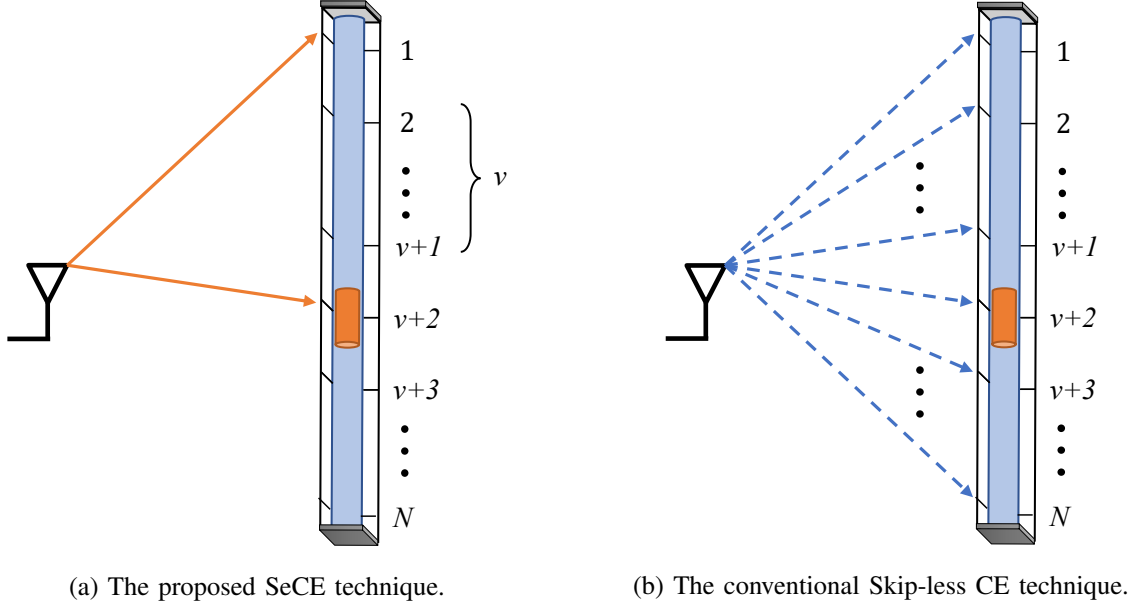 1
2
v
v+1
v+2
v+3
N
1
2
v+1
v+2
v+3
N
(a) The proposed SeCE technique.
(b) The conventional Skip-less CE technique.